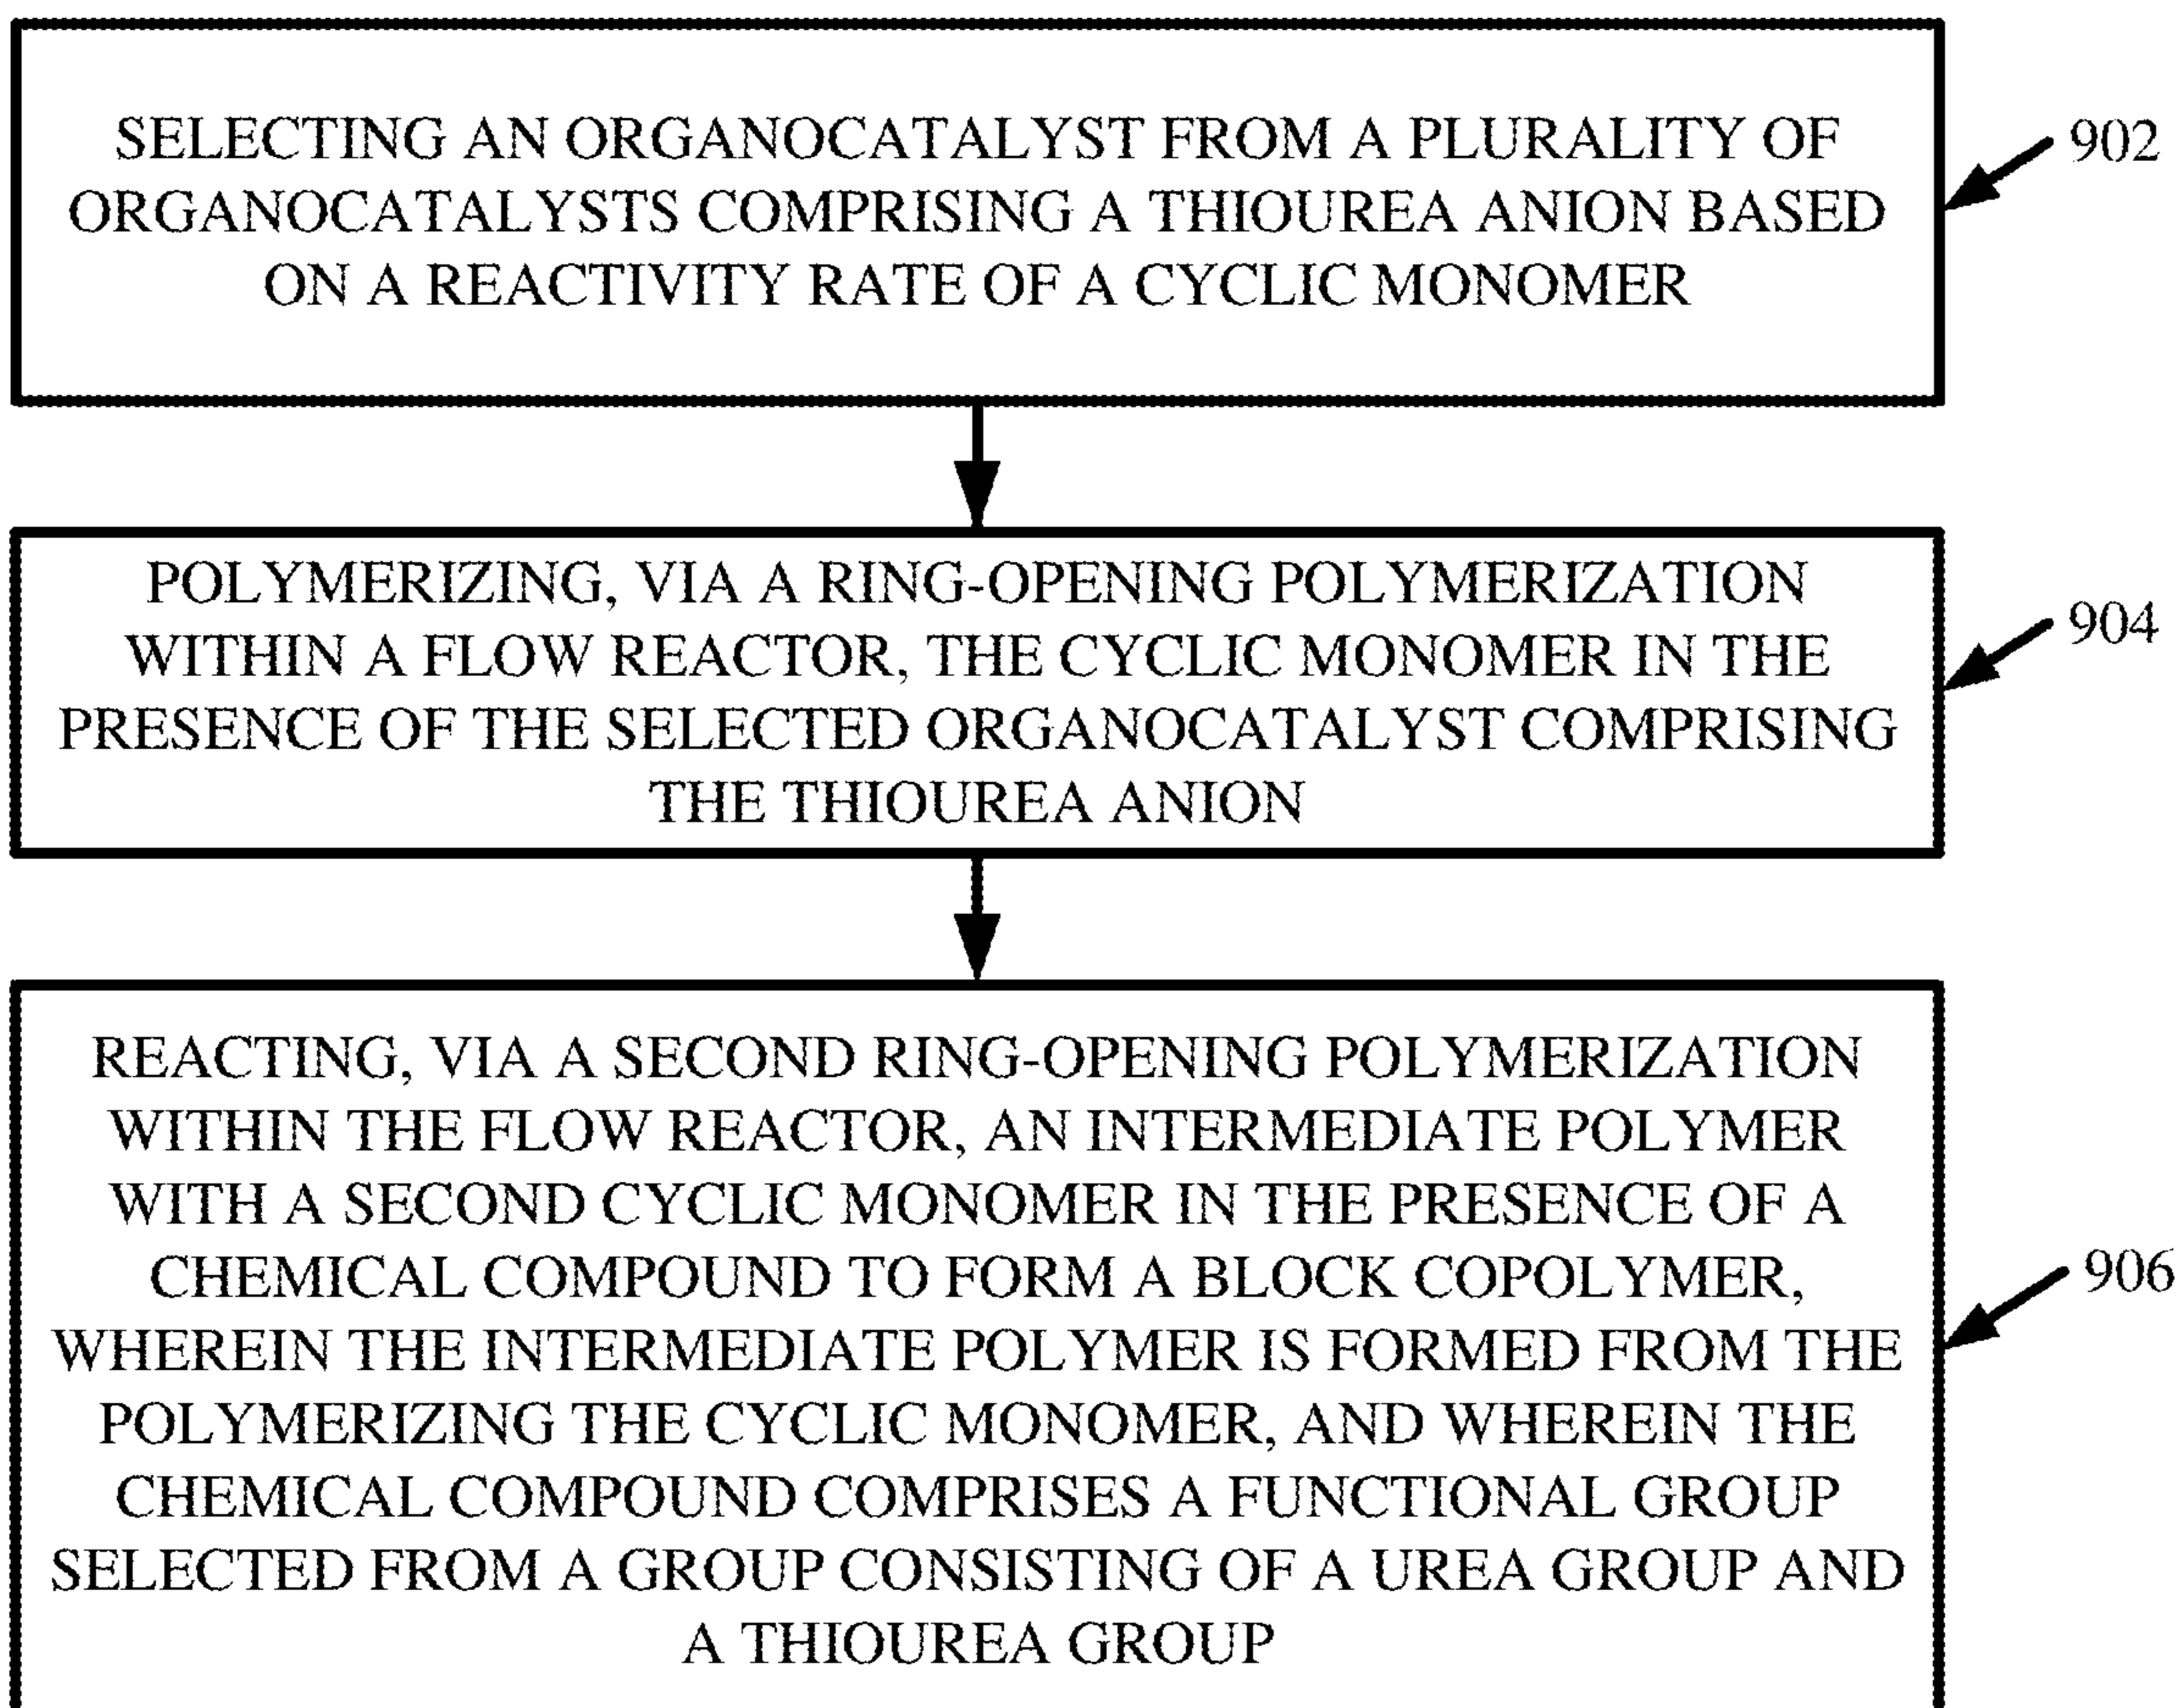 SELECTING AN ORGANOCATALYST FROM A PLURALITY OF
ORGANOCATALYSTS COMPRISING A THIOUREA ANION BASED
ON A REACTIVITY RATE OF A CYCLIC MONOMER
902
POLYMERIZING, VIA A RING-OPENING POLYMERIZATION
WITHIN A FLOW REACTOR, THE CYCLIC MONOMER IN THE
PRESENCE OF THE SELECTED ORGANOCATALYST COMPRISING
THE THIOUREA ANION
904
REACTING, VIA A SECOND RING-OPENING POLYMERIZATION
WITHIN THE FLOW REACTOR, AN INTERMEDIATE POLYMER
WITH A SECOND CYCLIC MONOMER IN THE PRESENCE OF A
CHEMICAL COMPOUND TO FORM A BLOCK COPOLYMER,
WHEREIN THE INTERMEDIATE POLYMER IS FORMED FROM THE
POLYMERIZING THE CYCLIC MONOMER, AND WHEREIN THE
CHEMICAL COMPOUND COMPRISES A FUNCTIONAL GROUP
SELECTED FROM A GROUP CONSISTING OF A UREA GROUP AND
A THIOUREA GROUP
906